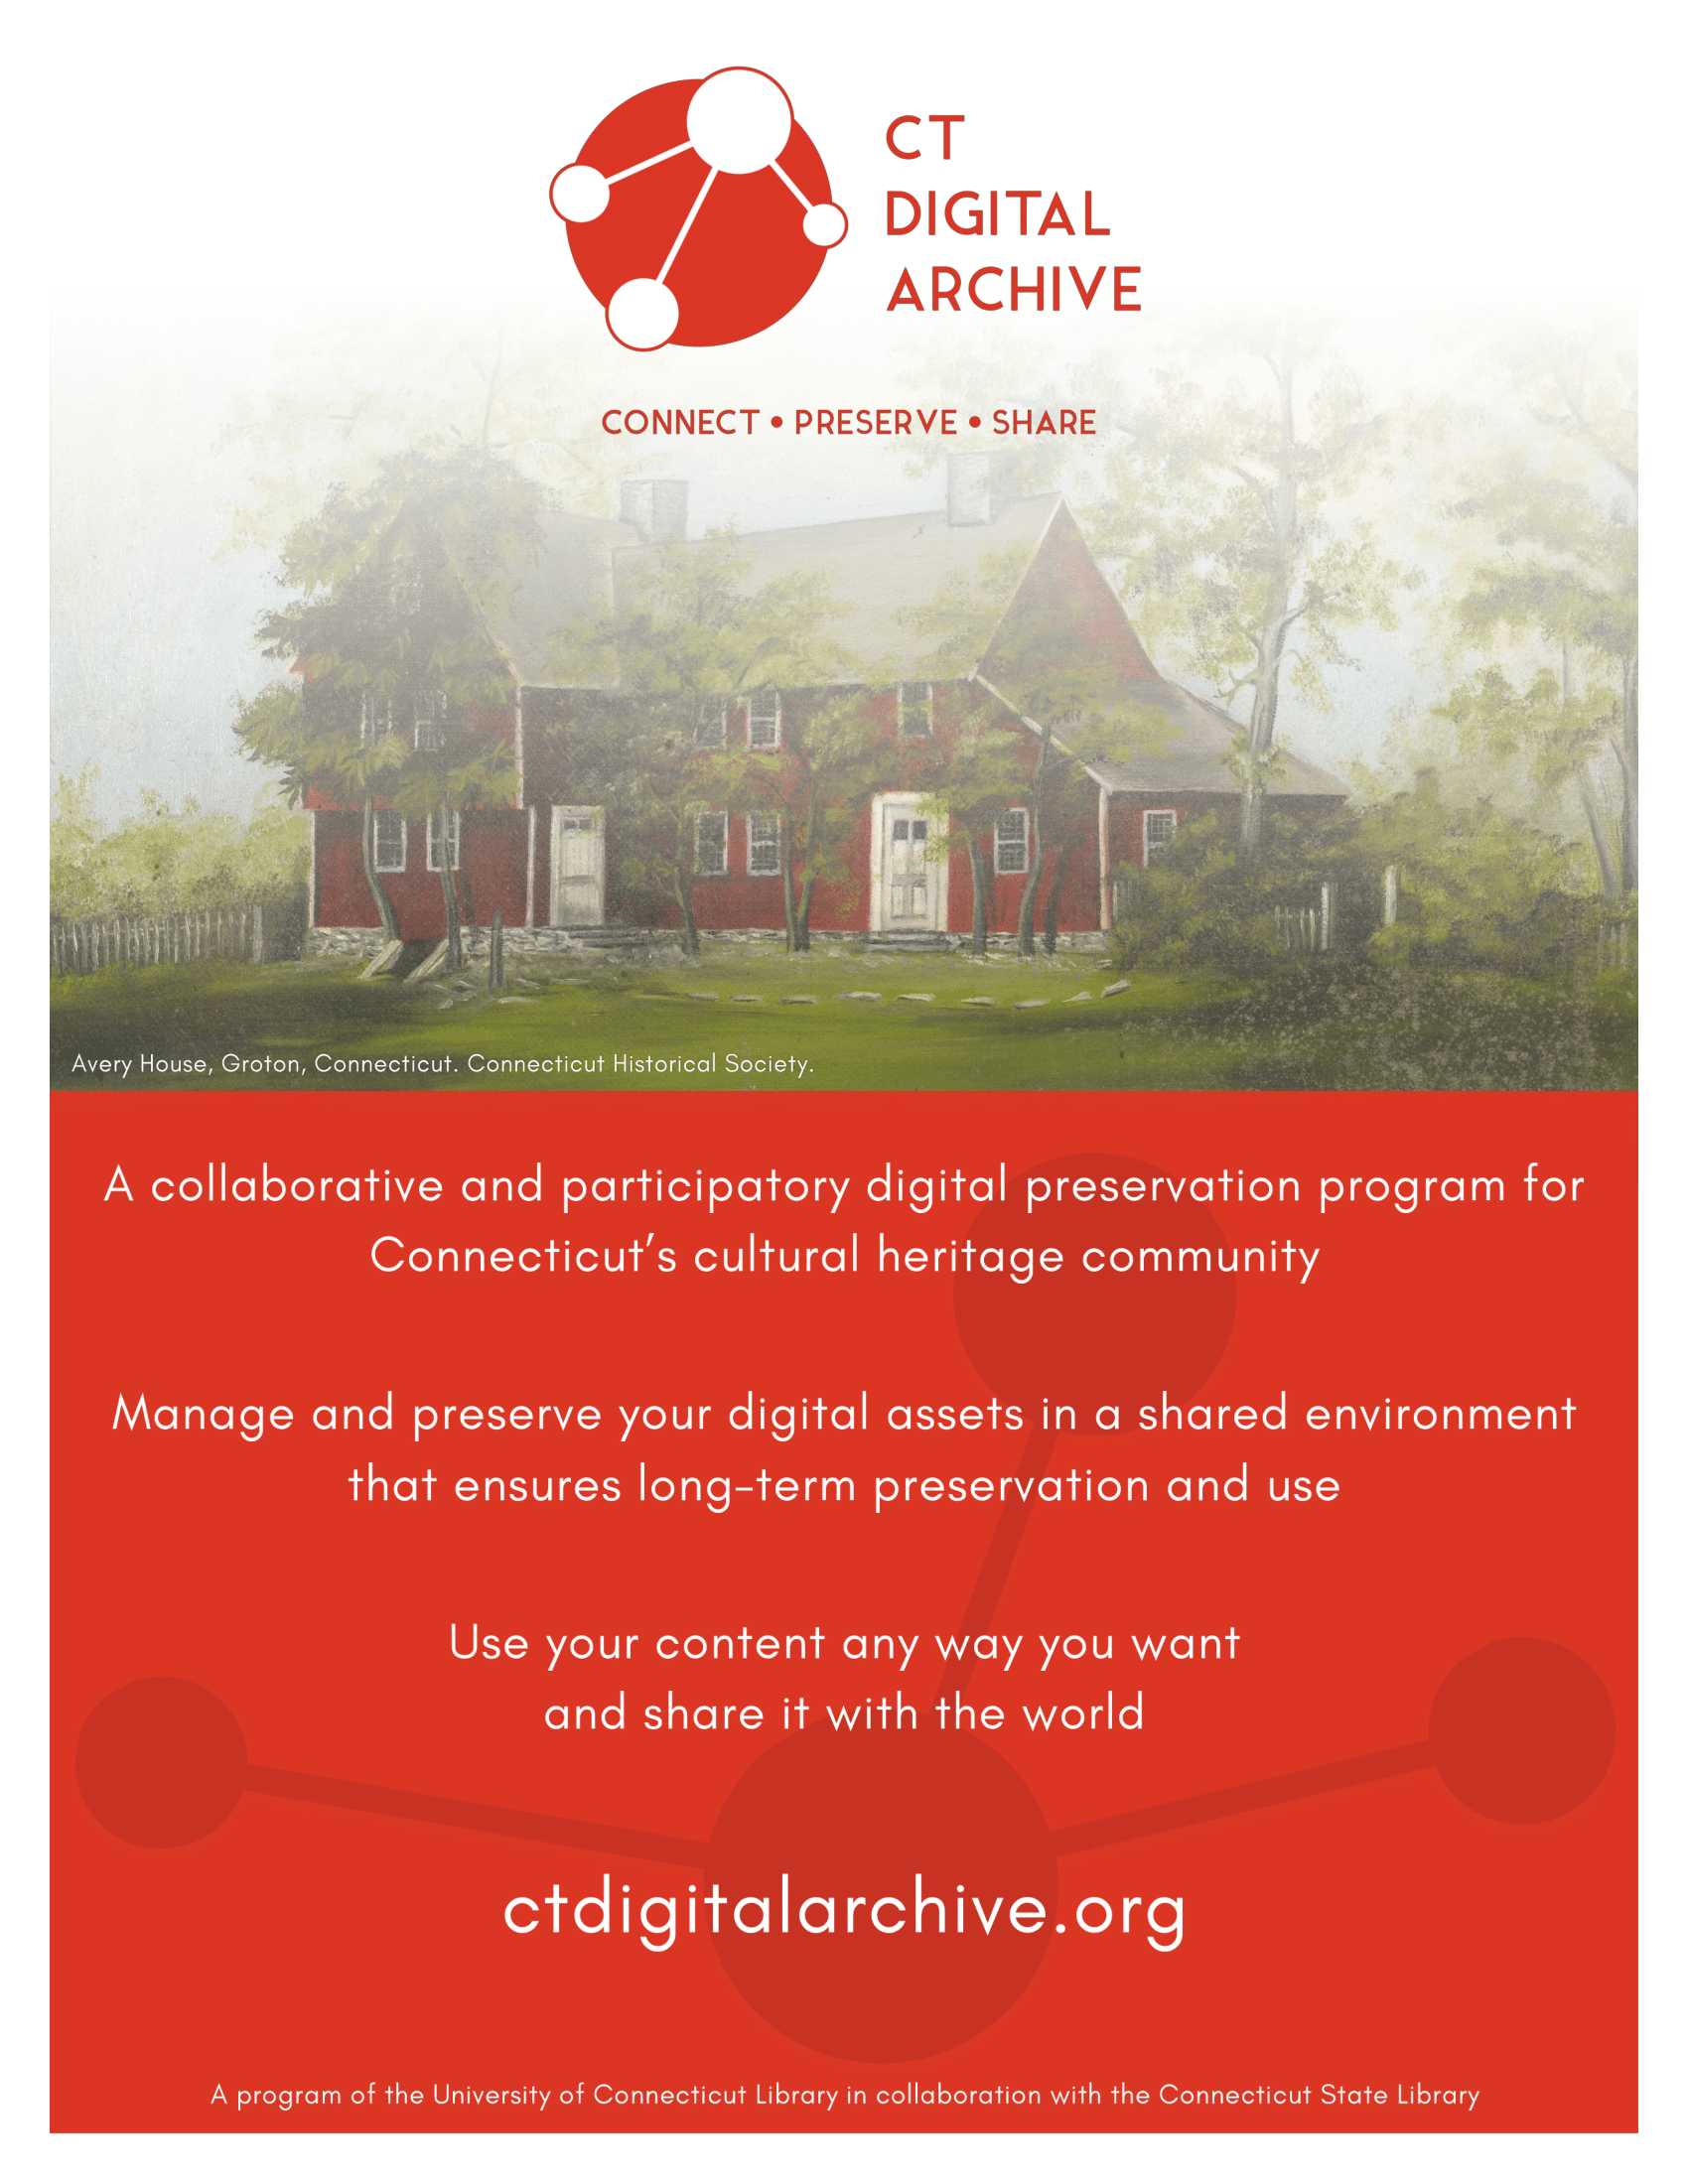 CT
DIGITAL
ARCHIVE
CONNECT • PRESERVE • SHARE
Avery House, Groton, Connecticut. Connecticut Historical Society.
A collaborative and participatory digital preservation program for
Connecticut's cultural heritage community
Manage and preserve your digital assets in a shared environment
that ensures long-term preservation and use
Use your content any way you want
and share it with the world
ctdigitalarchive.org
A program of the University of Connecticut Library in collaboration with the Connecticut State Library